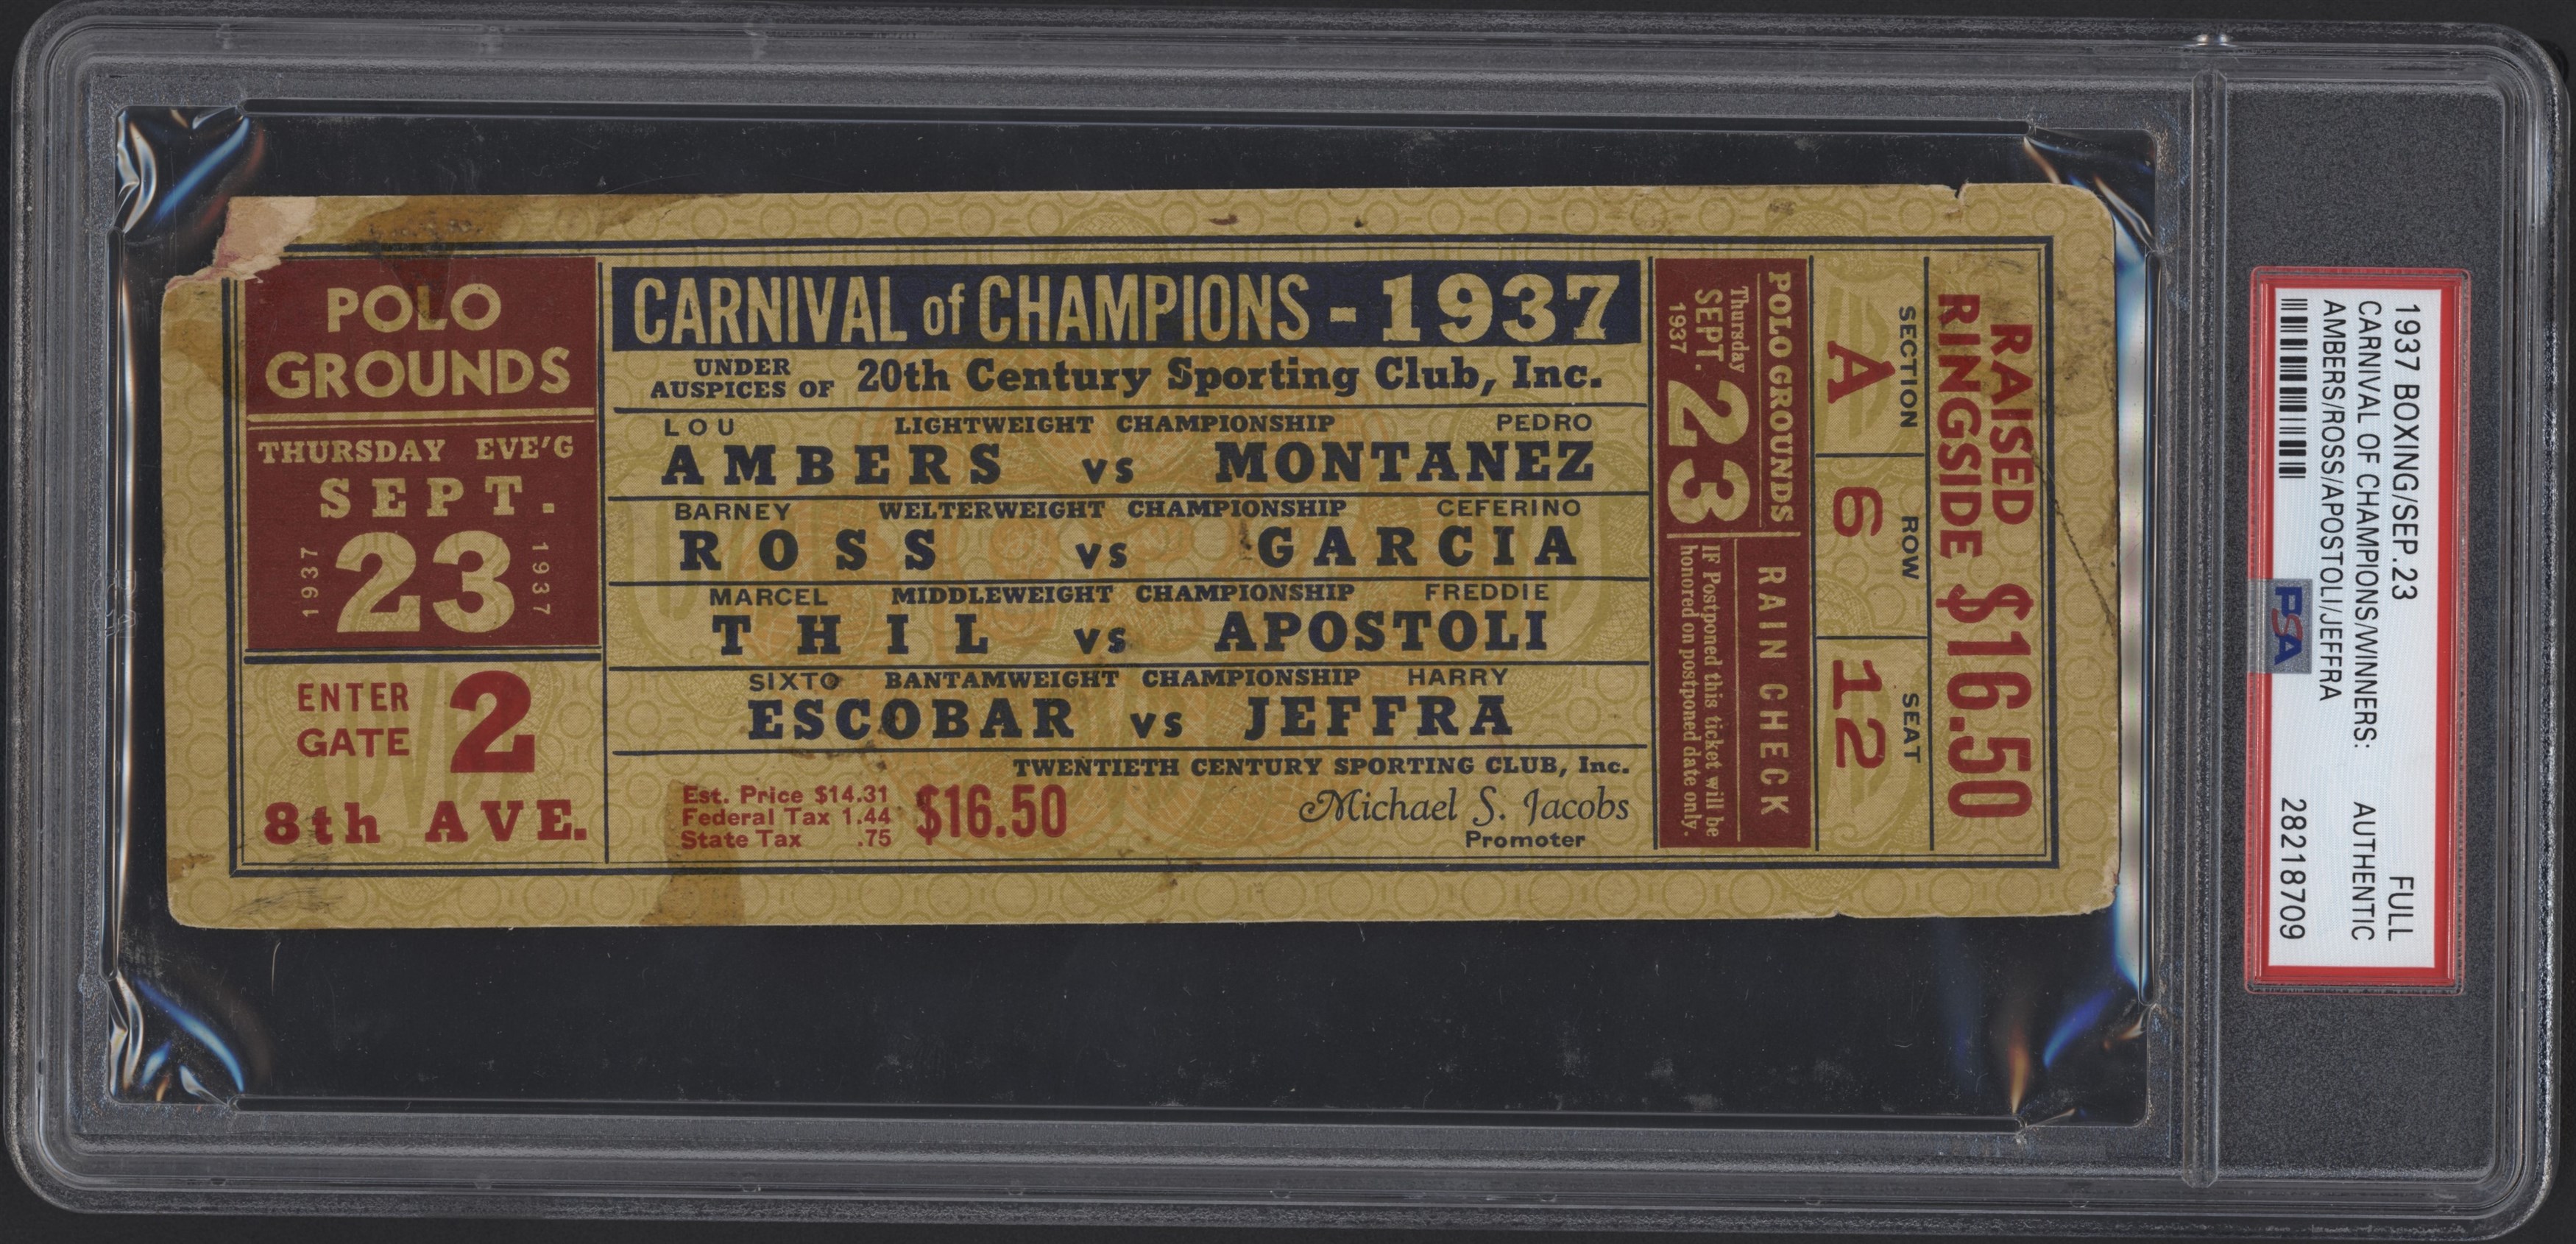 POLO
GROUNDS
THURSDAY EVE'G
SEPT.
1937 23 1937
ENTER
GATE 2
8th AVE.
CARNIVAL of CHAMPIONS - 1937
UNDER
AUSPICES OF 20th Century Sporting Club, Inc.
LOU LIGHTWEIGHT CHAMPIONSHIP PEDRO
AMBERS vs MONTANEZ
BARNEY WELTERWEIGHT CHAMPIONSHIP CEFERINO
ROSS vs GARCIA
MARCEL MIDDLEWEIGHT CHAMPIONSHIP FREDDIE
THIL vs APOSTOLI
SIXTO BANTAMWEIGHT CHAMPIONSHIP HARRY
ESCOBAR vs JEFFRA
TWENTIETH CENTURY SPORTING CLUB, Inc.
Est. Price $14.31
Federal Tax 1.44
State Tax .75
$16.50
Michael S. Jacobs
Promoter
POLO GROUNDS
Thursday
SEPT. 23
1937
RAIN CHECK
IF Postponed this ticket will be
honored on postponed date only.
SECTION ROW SEAT
A 6 12
RAISED
RINGSIDE $16.50
1937 BOXING/SEP.23 FULL
CARNIVAL OF CHAMPIONS/WINNERS: AUTHENTIC
AMBERS/ROSS/APOSTOLI/JEFFRA
28218709
PSA